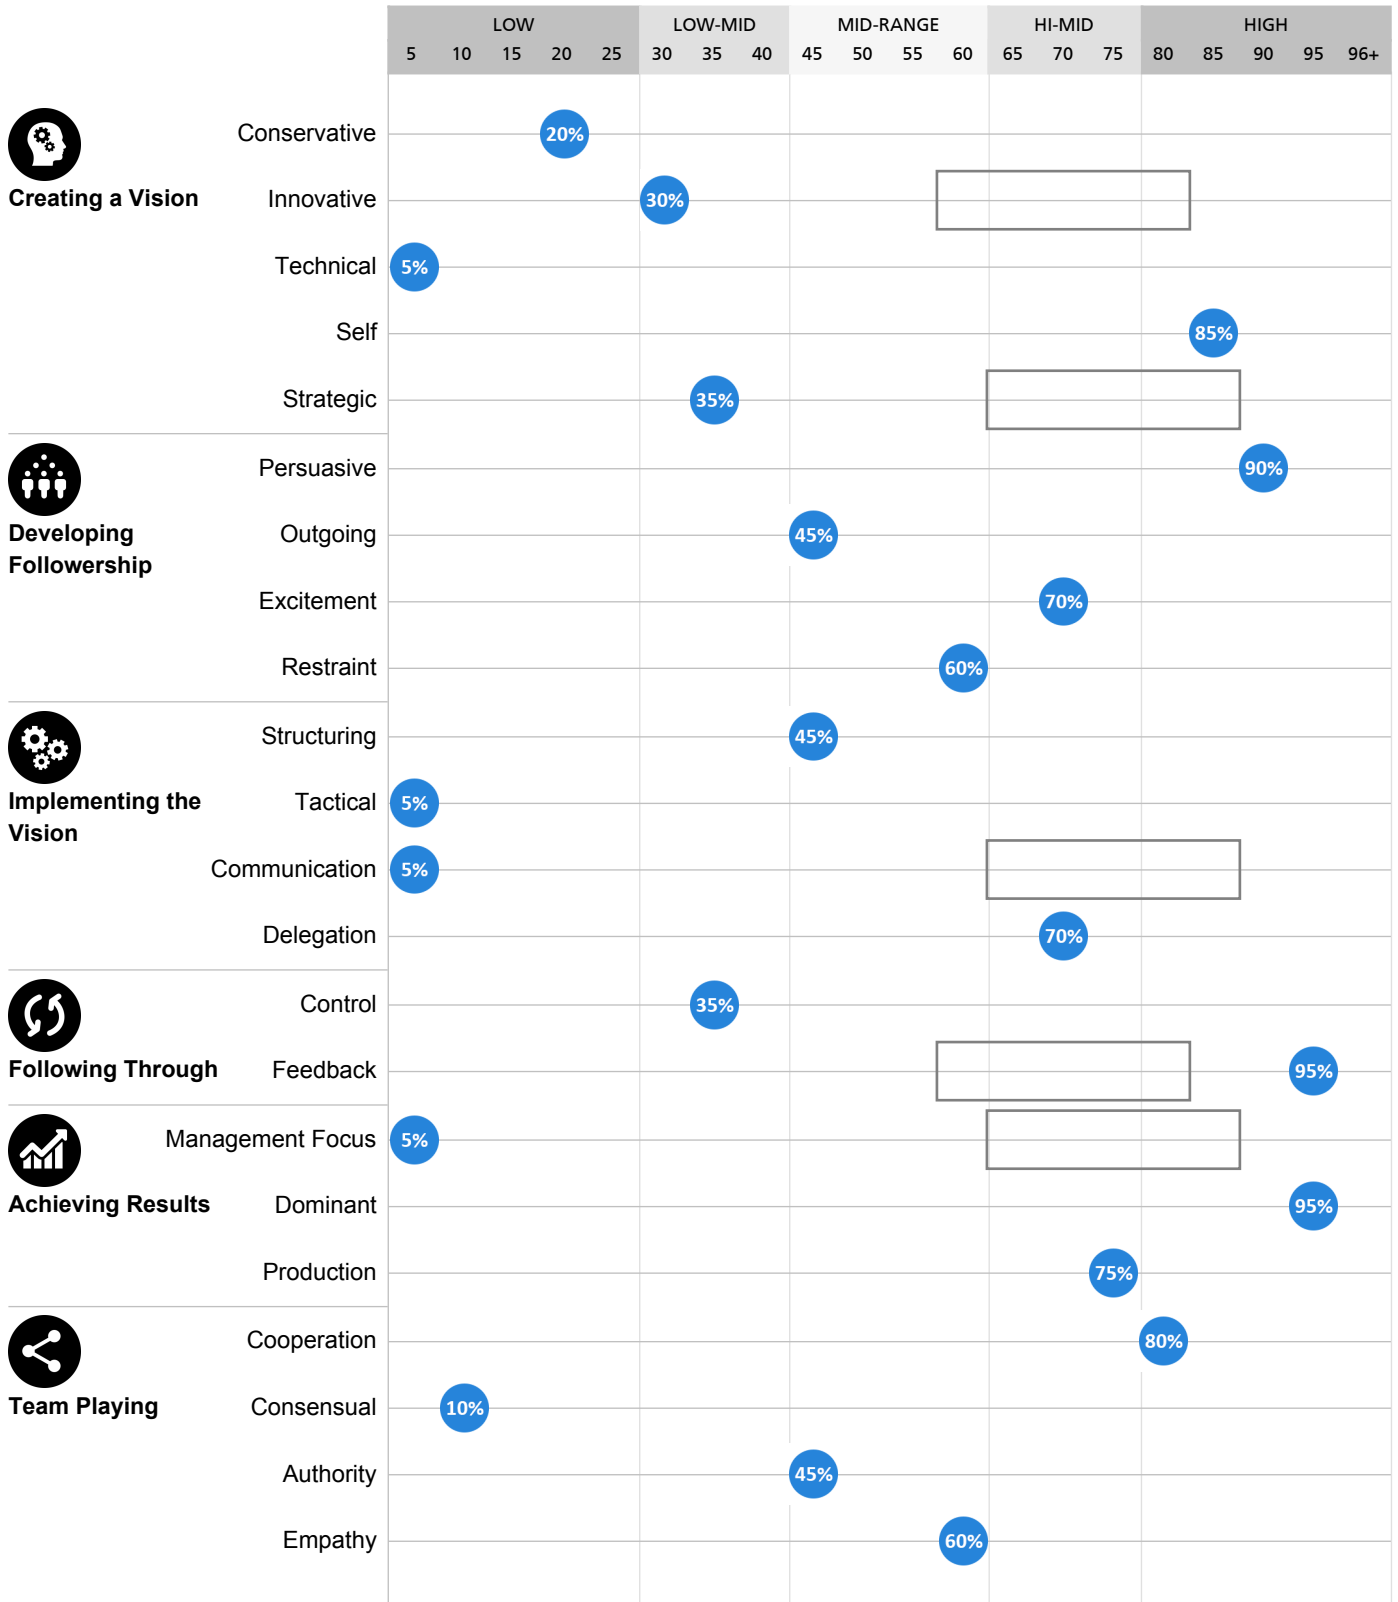 LOW LOW-MID MID-RANGE HI-MID HIGH
5 10 15 20 25 30 35 40 45 50 55 60 65 70 75 80 85 90 95 96+
Conservative 20%
Creating a Vision Innovative 30%
Technical 5%
Self 85%
Strategic 35%
Persuasive 90%
Developing Outgoing 45%
Followership
Excitement 70%
Restraint 60%
Structuring 45%
Implementing the Tactical 5%
Vision
Communication 5%
Delegation 70%
Control 35%
Following Through Feedback 95%
Management Focus 5%
Achieving Results Dominant 95%
Production 75%
Cooperation 80%
Team Playing Consensual 10%
Authority 45%
Empathy 60%